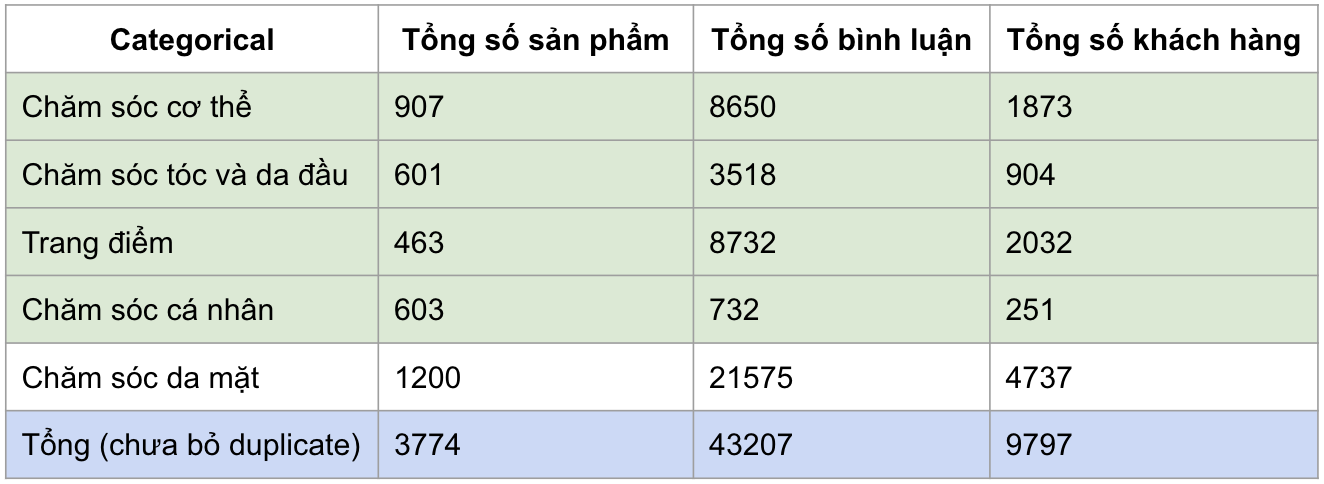 Categorical Tổng số sản phẩm Tổng số bình luận Tổng số khách hàng
Chăm sóc cơ thể 907 8650 1873
Chăm sóc tóc và da đầu 601 3518 904
Trang điểm 463 8732 2032
Chăm sóc cá nhân 603 732 251
Chăm sóc da mặt 1200 21575 4737
Tổng (chưa bỏ duplicate) 3774 43207 9797